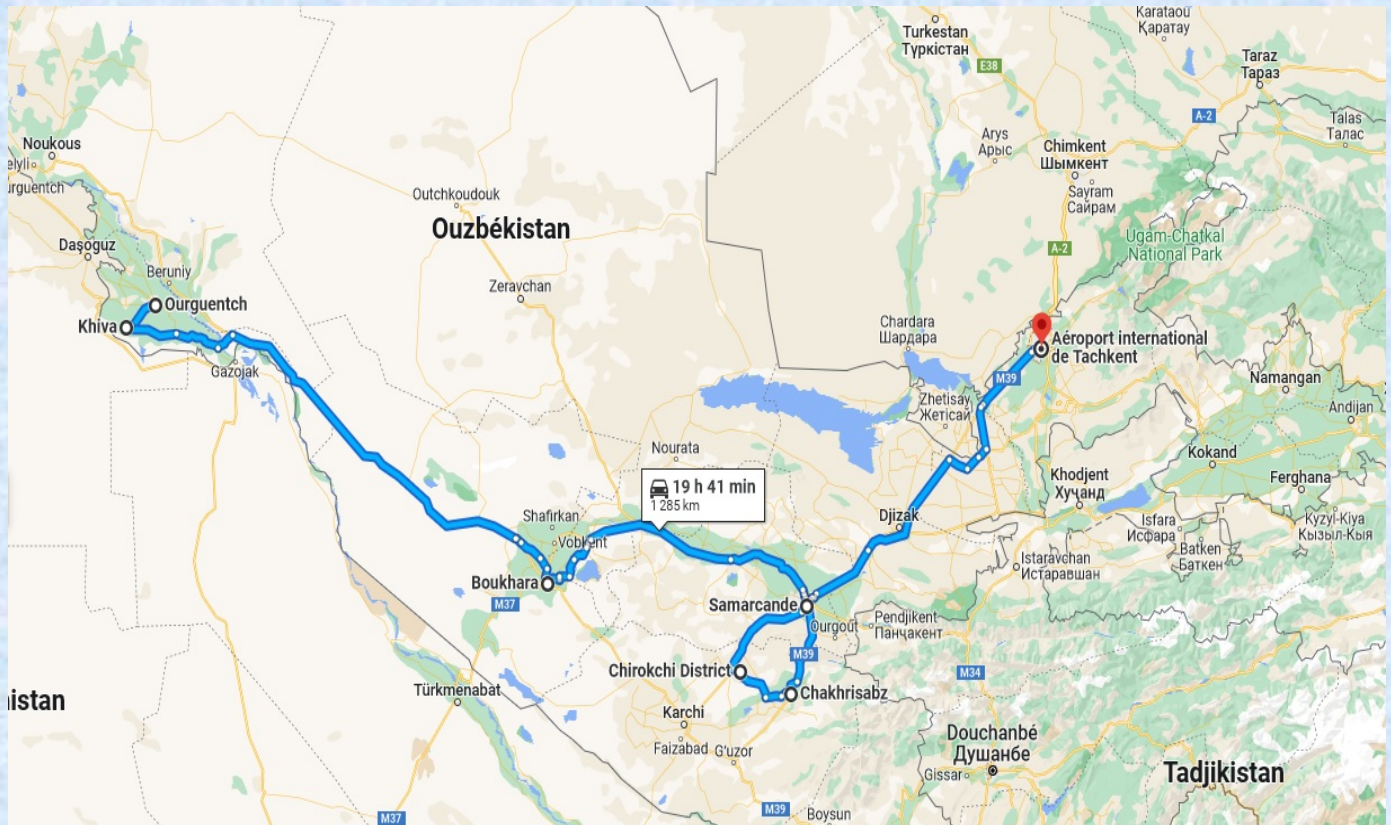 Karataou
Қаратау
Turkestan
Түркістан
Taraz
Тараз
E38
A-2
Talas
Талас
Arys
Арыс
Chimkent
Шымкент
Noukous
Sayram
Сайрам
urguentch
Outchkoudouk
Ouzbékistan
Daşoguz
A-2
Ugam-Chatkal
National Park
Beruniy
Zeravchan
Ourguentch
Khiva
Chardara
Шардара
Aéroport international
de Tachkent
Gazojak
M39
Namangan
Zhetisay
Жетісай
Andijan
Nourata
Kokand
19 h 41 min
1 285 km
Khodjent
Хуҷанд
Ferghana
Shafirkan
Djizak
Isfara
Исфара
Kyzyl-Kiya
Кызыл-Кыя
Vobkent
Batken
Баткен
Istaravchan
Истаравшан
Boukhara
M37
Samarcande
Ourgout
Pendjikent
Панҷакент
M39
Chirokchi District
M34
Chakhrisabz
Türkmenabat
istan
Karchi
Douchanbé
Душанбе
Faizabad
G'uzor
Gissar
Tadjikistan
M39
Boysun
M37